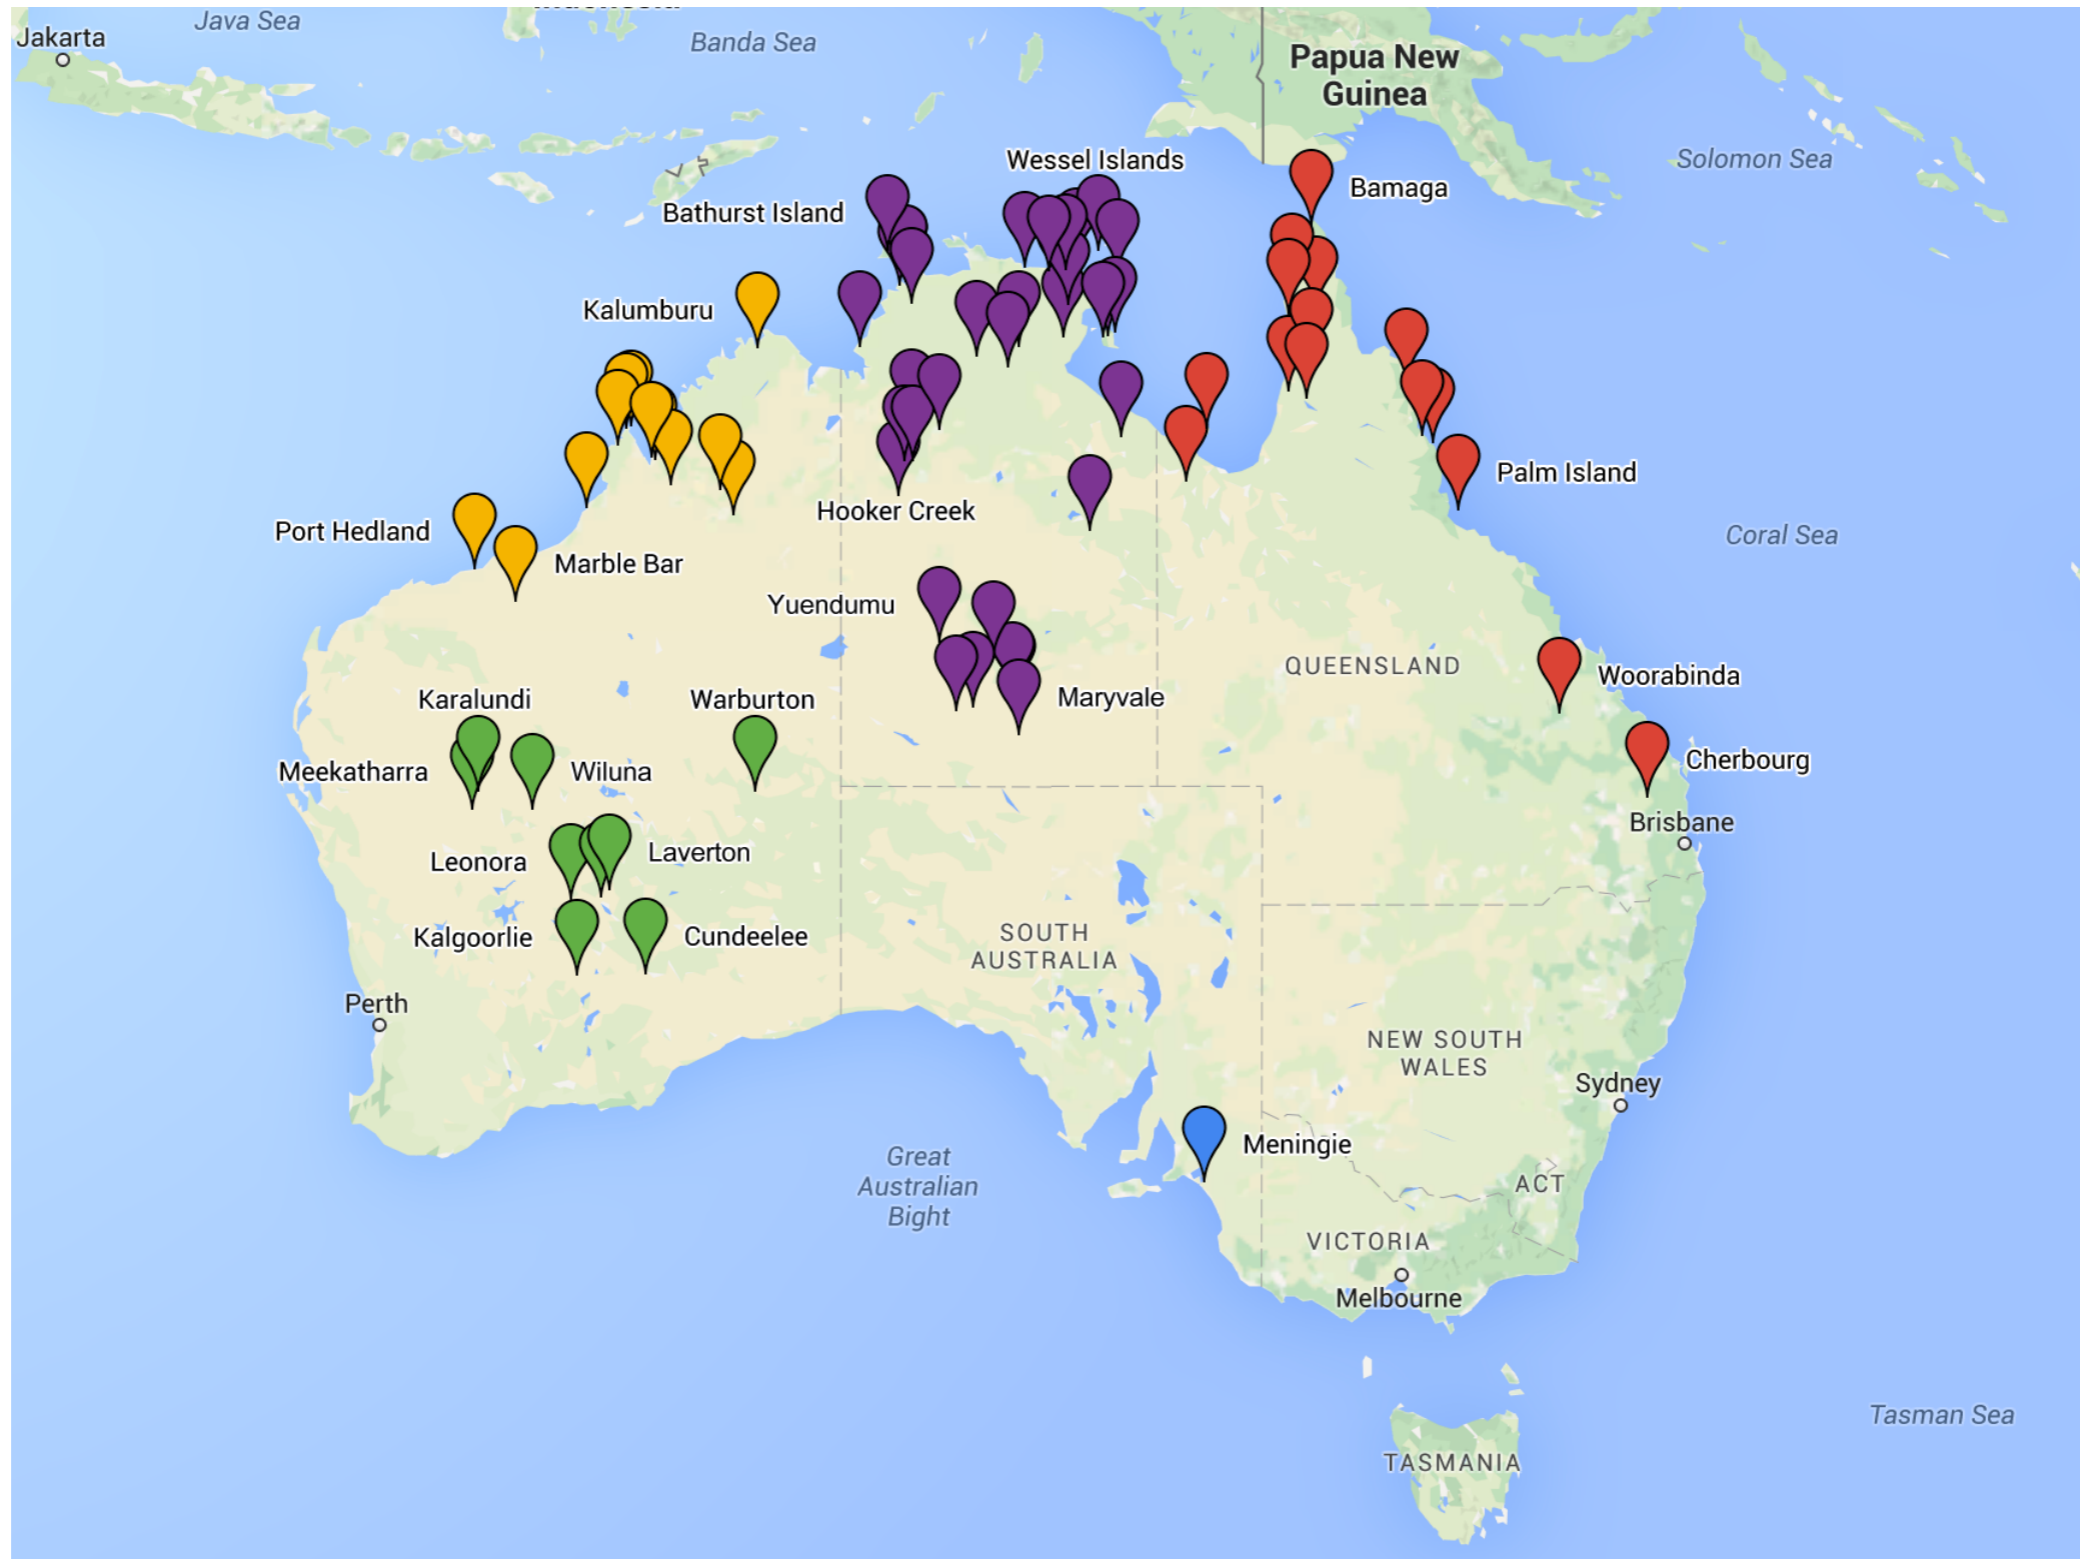 Java Sea
Jakarta
Banda Sea
Papua New
Guinea
Solomon Sea
Wessel Islands
Bamaga
Bathurst Island
Kalumburu
Palm Island
Hooker Creek
Port Hedland
Coral Sea
Marble Bar
Yuendumu
QUEENSLAND
Woorabinda
Karalundi
Warburton
Maryvale
Meekatharra
Wiluna
Cherbourg
Brisbane
Leonora
Laverton
Kalgoorlie
Cundeelee
SOUTH
AUSTRALIA
Perth
NEW SOUTH
WALES
Sydney
Meningie
Great
Australian
Bight
ACT
VICTORIA
Melbourne
Tasman Sea
TASMANIA